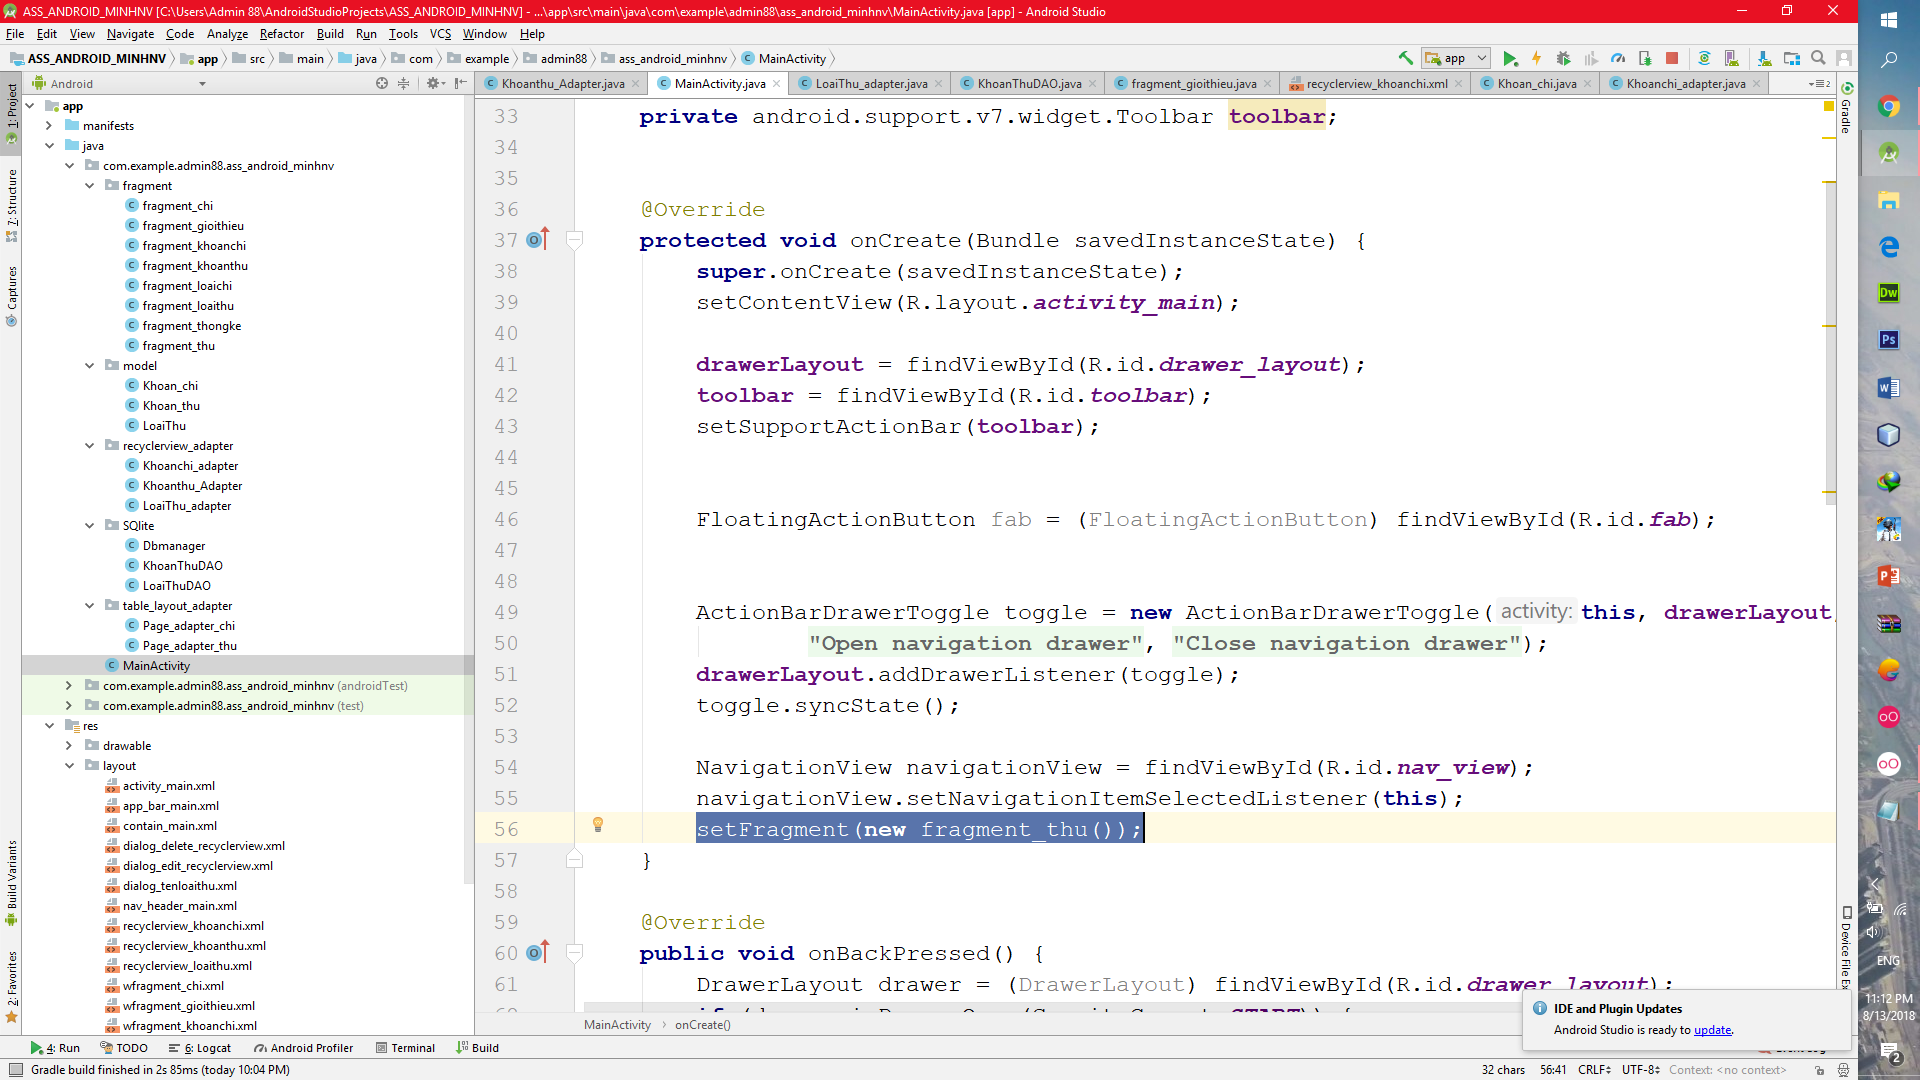 ASS_ANDROID_MINHNV [C:\Users\Admin 88\AndroidStudioProjects\ASS_ANDROID_MINHNV] - ...\app\src\main\java\com\example\admin88\ass_android_minhnv\MainActivity.java [app] - Android Studio
File Edit View Navigate Code Analyze Refactor Build Run Tools VCS Window Help
ASS_ANDROID_MINHNV app src main java com example admin88 ass_android_minhnv MainActivity
app
Android
Khoanthu_Adapter.java MainActivity.java LoaiThu_adapter.java KhoanThuDAO.java fragment_gioithieu.java recyclerview_khoanchi.xml Khoan_chi.java Khoanchi_adapter.java
1: Project
7: Structure
Captures
Build Variants
2: Favorites
app
manifests
java
com.example.admin88.ass_android_minhnv
fragment
fragment_chi
fragment_gioithieu
fragment_khoanchi
fragment_khoanthu
fragment_loaichi
fragment_loaithu
fragment_thongke
fragment_thu
model
Khoan_chi
Khoan_thu
LoaiThu
recyclerview_adapter
Khoanchi_adapter
Khoanthu_Adapter
LoaiThu_adapter
SQlite
Dbmanager
KhoanThuDAO
LoaiThuDAO
table_layout_adapter
Page_adapter_chi
Page_adapter_thu
MainActivity
com.example.admin88.ass_android_minhnv (androidTest)
com.example.admin88.ass_android_minhnv (test)
res
drawable
layout
activity_main.xml
app_bar_main.xml
contain_main.xml
dialog_delete_recyclerview.xml
dialog_edit_recyclerview.xml
dialog_tenloaithu.xml
nav_header_main.xml
recyclerview_khoanchi.xml
recyclerview_khoanthu.xml
recyclerview_loaithu.xml
wfragment_chi.xml
wfragment_gioithieu.xml
wfragment_khoanchi.xml
33 private android.support.v7.widget.Toolbar toolbar;
34
35
36 @Override
37 protected void onCreate(Bundle savedInstanceState) {
38 super.onCreate(savedInstanceState);
39 setContentView(R.layout.activity_main);
40
41 drawerLayout = findViewById(R.id.drawer_layout);
42 toolbar = findViewById(R.id.toolbar);
43 setSupportActionBar(toolbar);
44
45
46 FloatingActionButton fab = (FloatingActionButton) findViewById(R.id.fab);
47
48
49 ActionBarDrawerToggle toggle = new ActionBarDrawerToggle( activity: this, drawerLayout,
50 "Open navigation drawer", "Close navigation drawer");
51 drawerLayout.addDrawerListener(toggle);
52 toggle.syncState();
53
54 NavigationView navigationView = findViewById(R.id.nav_view);
55 navigationView.setNavigationItemSelectedListener(this);
56 setFragment(new fragment_thu());
57 }
58
59 @Override
60 public void onBackPressed() {
61 DrawerLayout drawer = (DrawerLayout) findViewById(R.id.drawer_layout);
MainActivity onCreate()
Gradle
Device File Ex
IDE and Plugin Updates
Android Studio is ready to update.
4: Run TODO 6: Logcat Android Profiler Terminal Build
Gradle build finished in 2s 85ms (today 10:04 PM)
32 chars 56:41 CRLF UTF-8 Context: <no context>
Dw
Ps
ENG
11:12 PM
8/13/2018
2